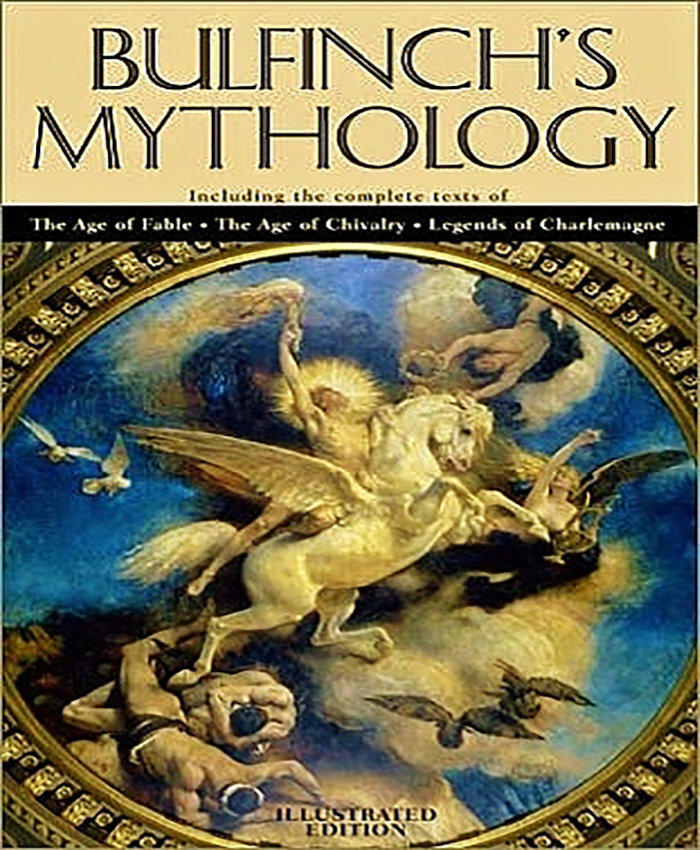 BULFINCH'S
MYTHOLOGY
Including the complete texts of
The Age of Fable • The Age of Chivalry • Legends of Charlemagne
ILLUSTRATED
EDITION